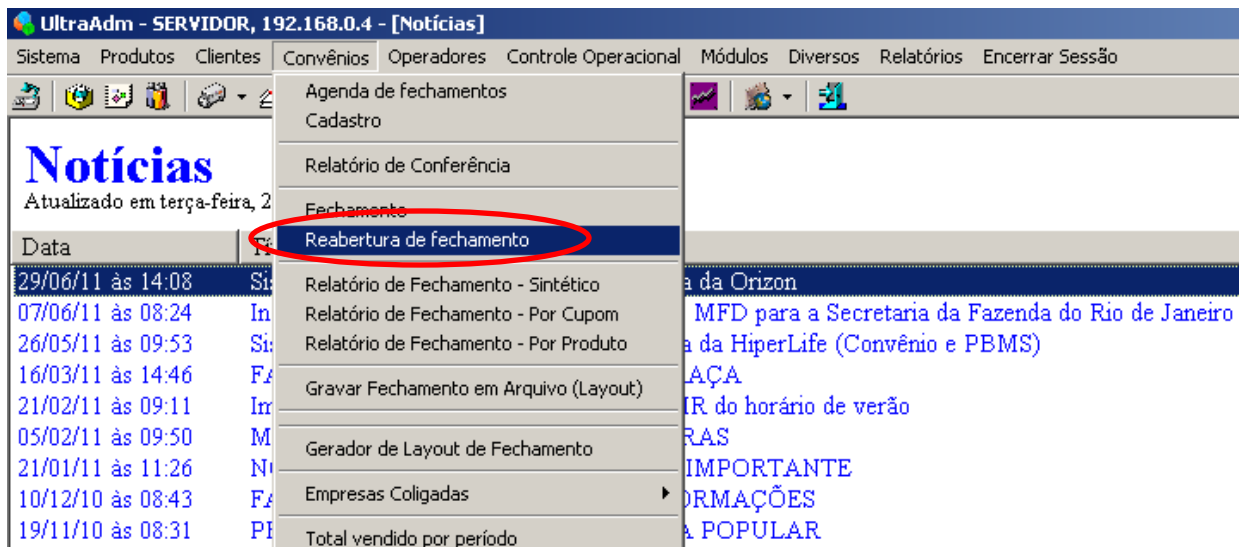 UltraAdm - SERVIDOR, 192.168.0.4 - [Notícias]
Sistema Produtos Clientes Convênios Operadores Controle Operacional Módulos Diversos Relatórios Encerrar Sessão
Agenda de fechamentos
Cadastro
Relatório de Conferência
Fechamento
Reabertura de fechamento
Relatório de Fechamento - Sintético
Relatório de Fechamento - Por Cupom
Relatório de Fechamento - Por Produto
Gravar Fechamento em Arquivo (Layout)
Gerador de Layout de Fechamento
Empresas Coligadas
Total vendido por período
Notícias
Atualizado em terça-feira, 2
Data
29/06/11 às 14:08 da Orizon
07/06/11 às 08:24 In MFD para a Secretaria da Fazenda do Rio de Janeiro
26/05/11 às 09:53 da HiperLife (Convênio e PBMS)
16/03/11 às 14:46 AÇA
21/02/11 às 09:11 IR do horário de verão
05/02/11 às 09:50 M RAS
21/01/11 às 11:26 IMPORTANTE
10/12/10 às 08:43 ORMAÇÕES
19/11/10 às 08:31 A POPULAR